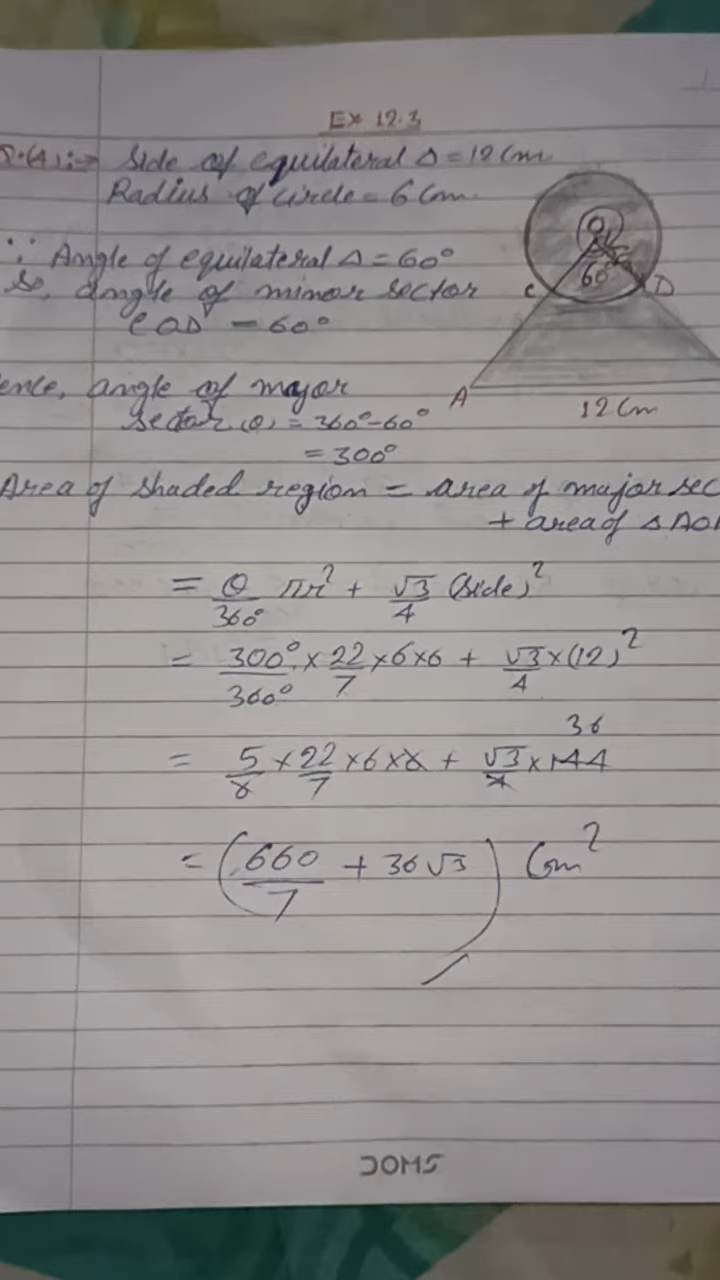 Ex 12.3
Side of equilateral Δ = 12 Cm
Radius of circle = 6 Cm.
∵ Angle of equilateral Δ = 60°
So, angle of minor sector
COD = 60°
ence, angle of major
sector (θ) = 360° - 60°
= 300°
O
60°
C
D
A
12 Cm
Area of shaded region = area of major sec
+ area of Δ AO
= θ/360° πr² + √3/4 (side)²
= 300°/360° × 22/7 × 6 × 6 + √3/4 × (12)²
36
= 5/6 × 22/7 × 6 × 6 + √3/4 × 144
= (660/7 + 36√3) Cm²
DOMS